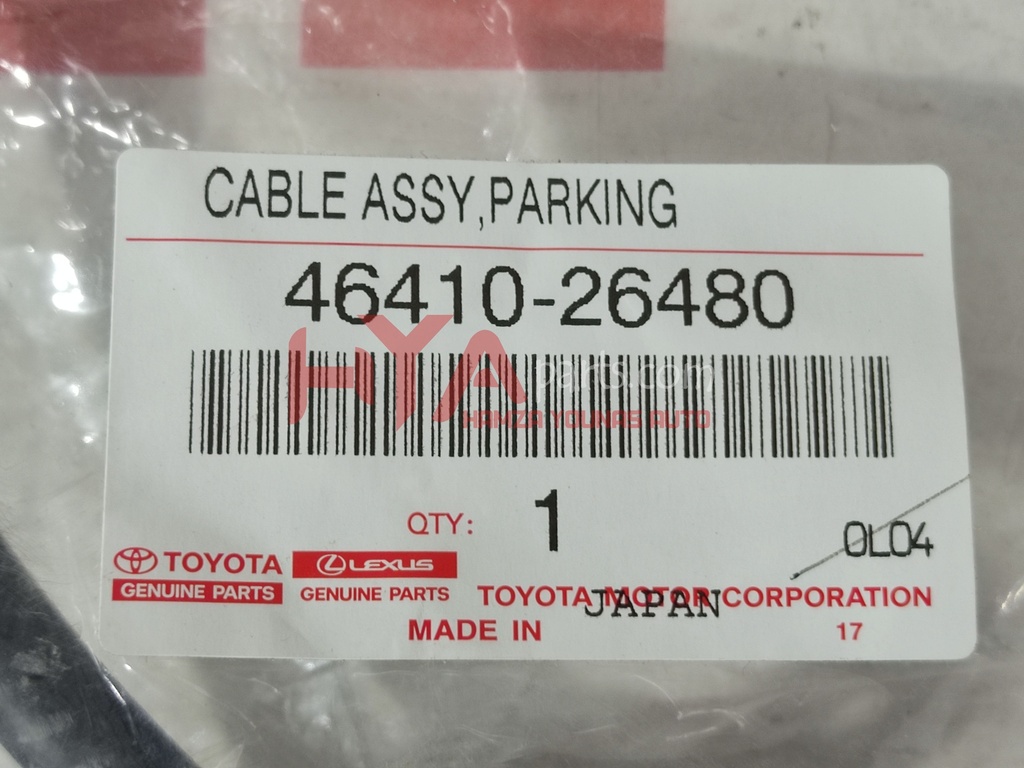 CABLE ASSY,PARKING
46410-26480
HYA parts.com
HAMZA YOUNAS AUTO
QTY: 1
0L04
TOYOTA LEXUS
GENUINE PARTS GENUINE PARTS TOYOTA MOTOR CORPORATION
MADE IN JAPAN 17